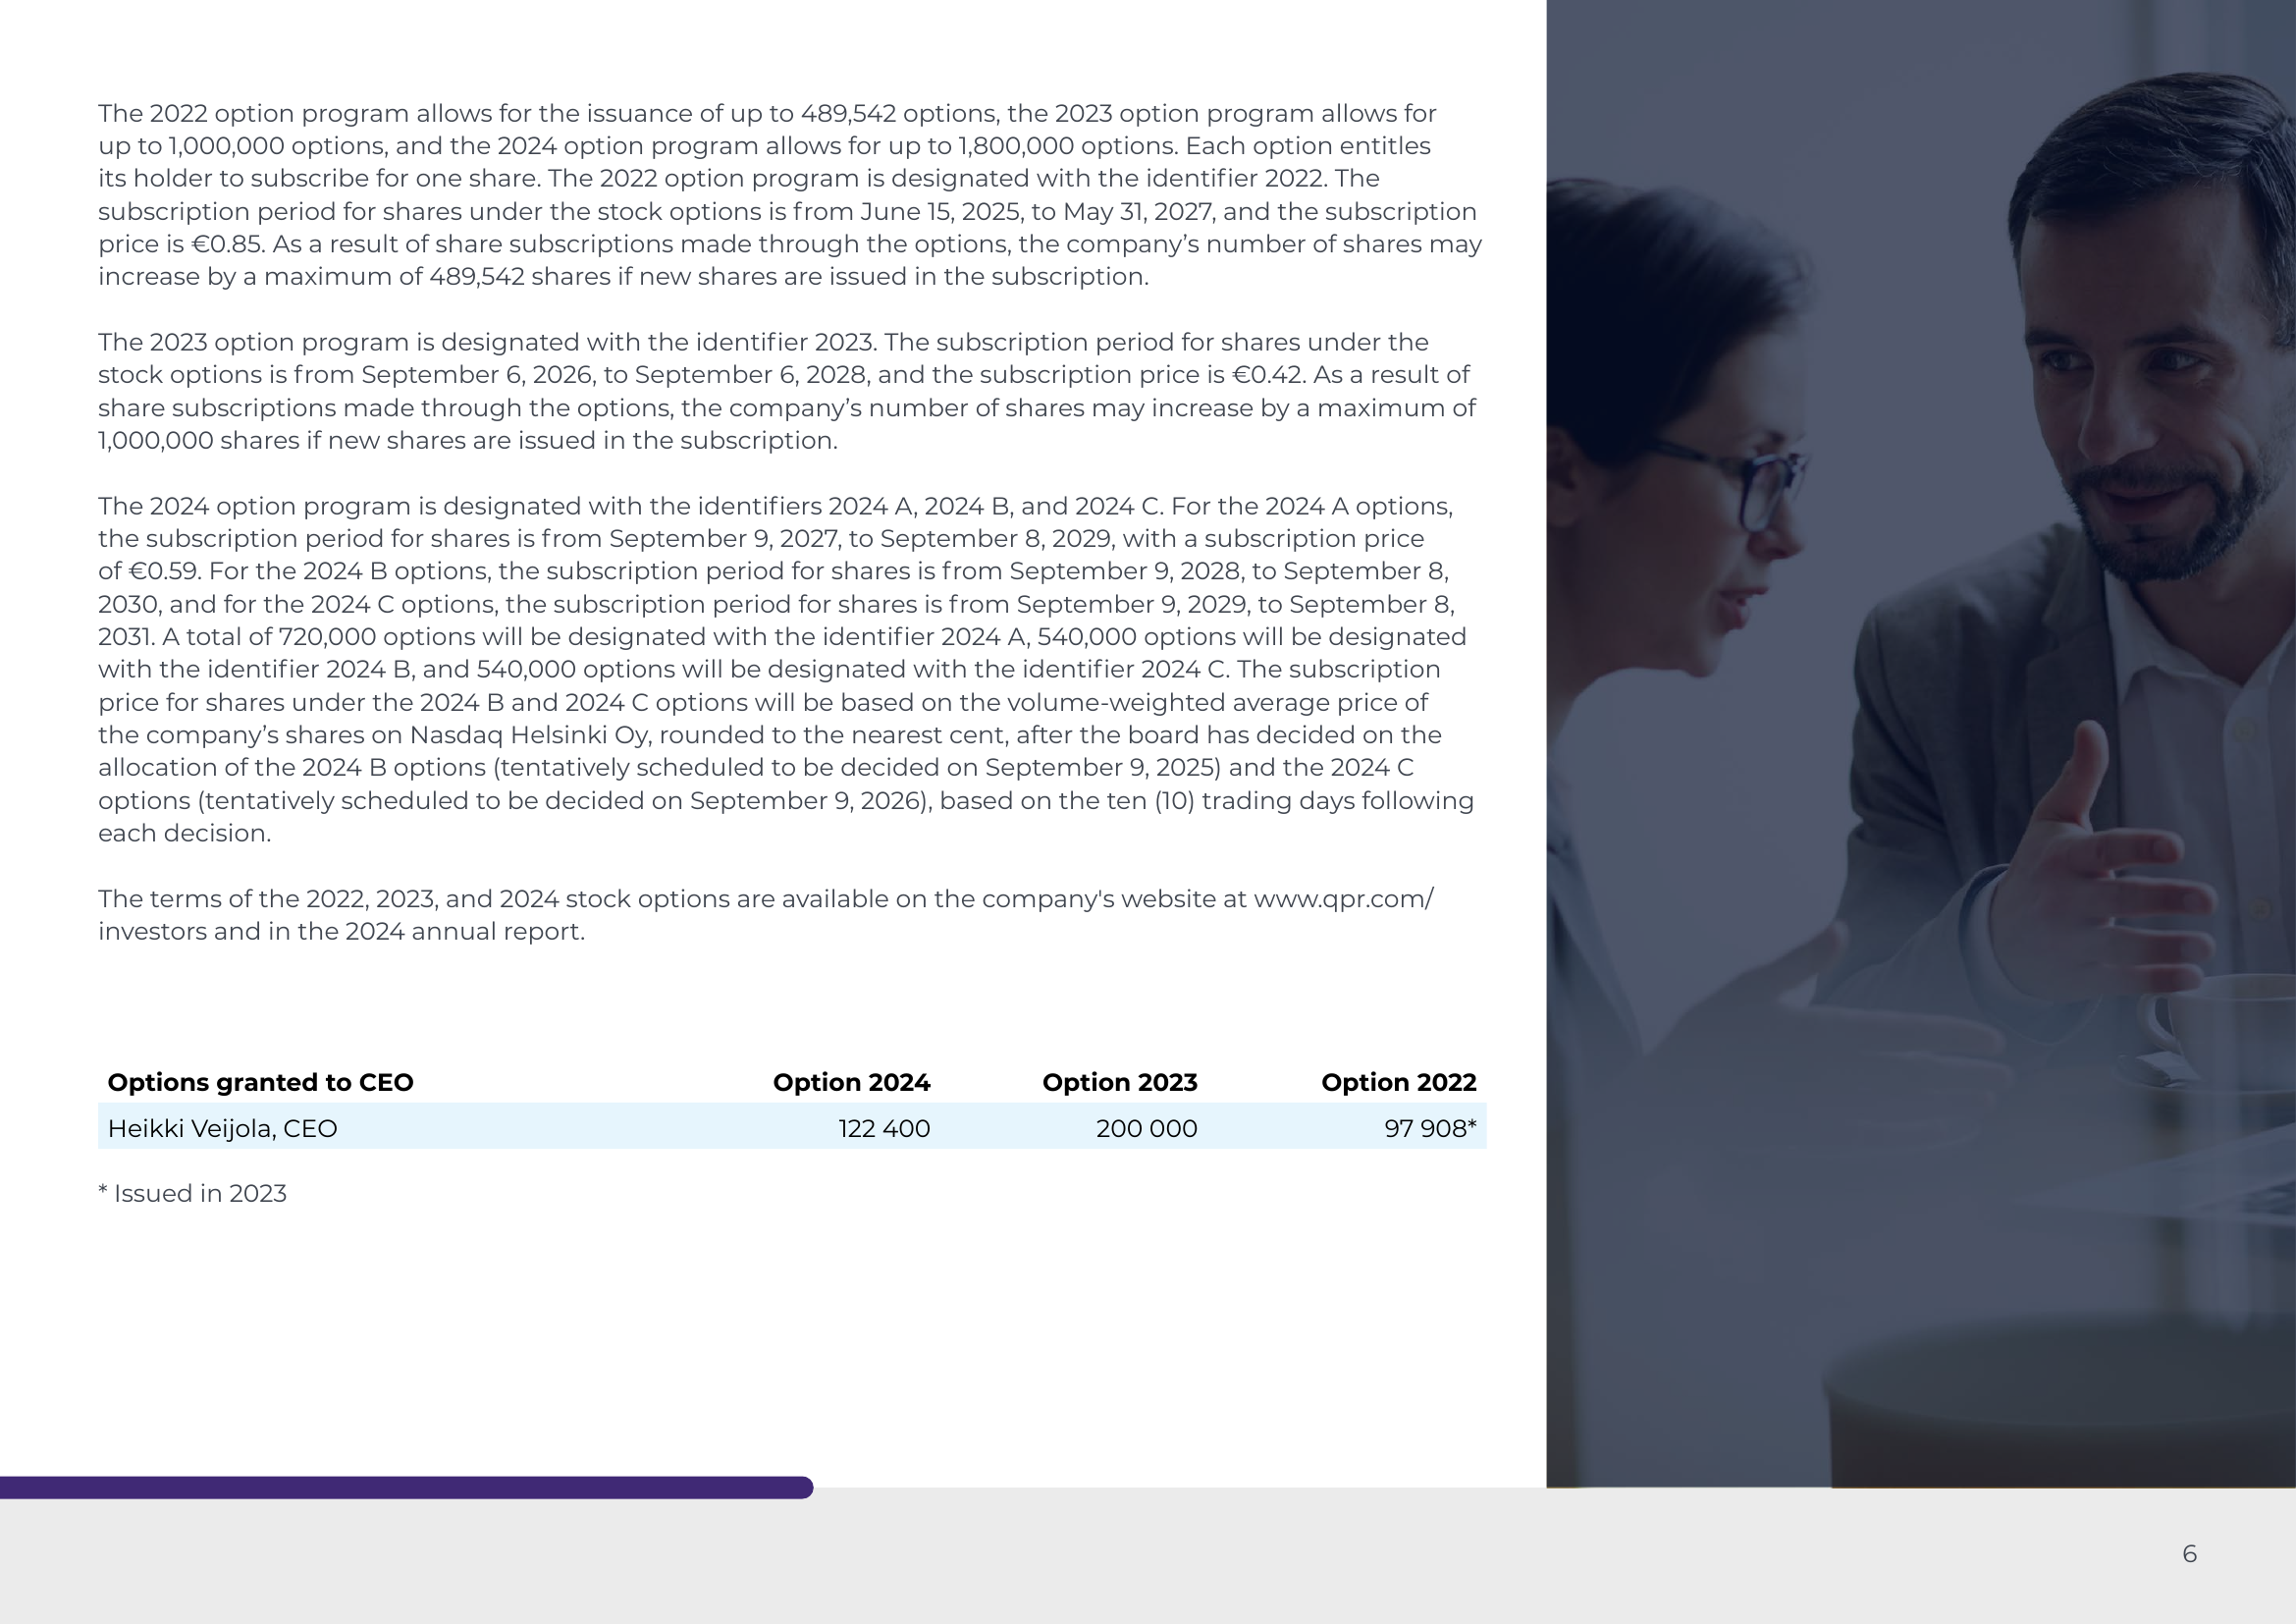 The 2022 option program allows for the issuance of up to 489,542 options, the 2023 option program allows for
up to 1,000,000 options, and the 2024 option program allows for up to 1,800,000 options. Each option entitles
its holder to subscribe for one share. The 2022 option program is designated with the identifier 2022. The
subscription period for shares under the stock options is from June 15, 2025, to May 31, 2027, and the subscription
price is €0.85. As a result of share subscriptions made through the options, the company’s number of shares may
increase by a maximum of 489,542 shares if new shares are issued in the subscription.
The 2023 option program is designated with the identifier 2023. The subscription period for shares under the
stock options is from September 6, 2026, to September 6, 2028, and the subscription price is €0.42. As a result of
share subscriptions made through the options, the company’s number of shares may increase by a maximum of
1,000,000 shares if new shares are issued in the subscription.
The 2024 option program is designated with the identifiers 2024 A, 2024 B, and 2024 C. For the 2024 A options,
the subscription period for shares is from September 9, 2027, to September 8, 2029, with a subscription price
of €0.59. For the 2024 B options, the subscription period for shares is from September 9, 2028, to September 8,
2030, and for the 2024 C options, the subscription period for shares is from September 9, 2029, to September 8,
2031. A total of 720,000 options will be designated with the identifier 2024 A, 540,000 options will be designated
with the identifier 2024 B, and 540,000 options will be designated with the identifier 2024 C. The subscription
price for shares under the 2024 B and 2024 C options will be based on the volume-weighted average price of
the company’s shares on Nasdaq Helsinki Oy, rounded to the nearest cent, after the board has decided on the
allocation of the 2024 B options (tentatively scheduled to be decided on September 9, 2025) and the 2024 C
options (tentatively scheduled to be decided on September 9, 2026), based on the ten (10) trading days following
each decision.
The terms of the 2022, 2023, and 2024 stock options are available on the company's website at www.qpr.com/
investors and in the 2024 annual report.
Options granted to CEO Option 2024 Option 2023 Option 2022
Heikki Veijola, CEO 122 400 200 000 97 908*
* Issued in 2023
6